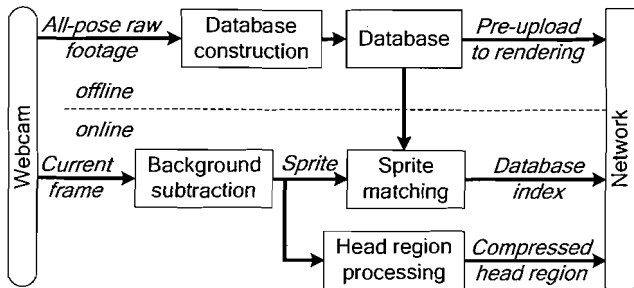 Webcam
All-pose raw
footage
Database
construction
Database
Pre-upload
to rendering
offline
online
Current
frame
Background
subtraction
Sprite
Sprite
matching
Database
index
Head region
processing
Compressed
head region
Network